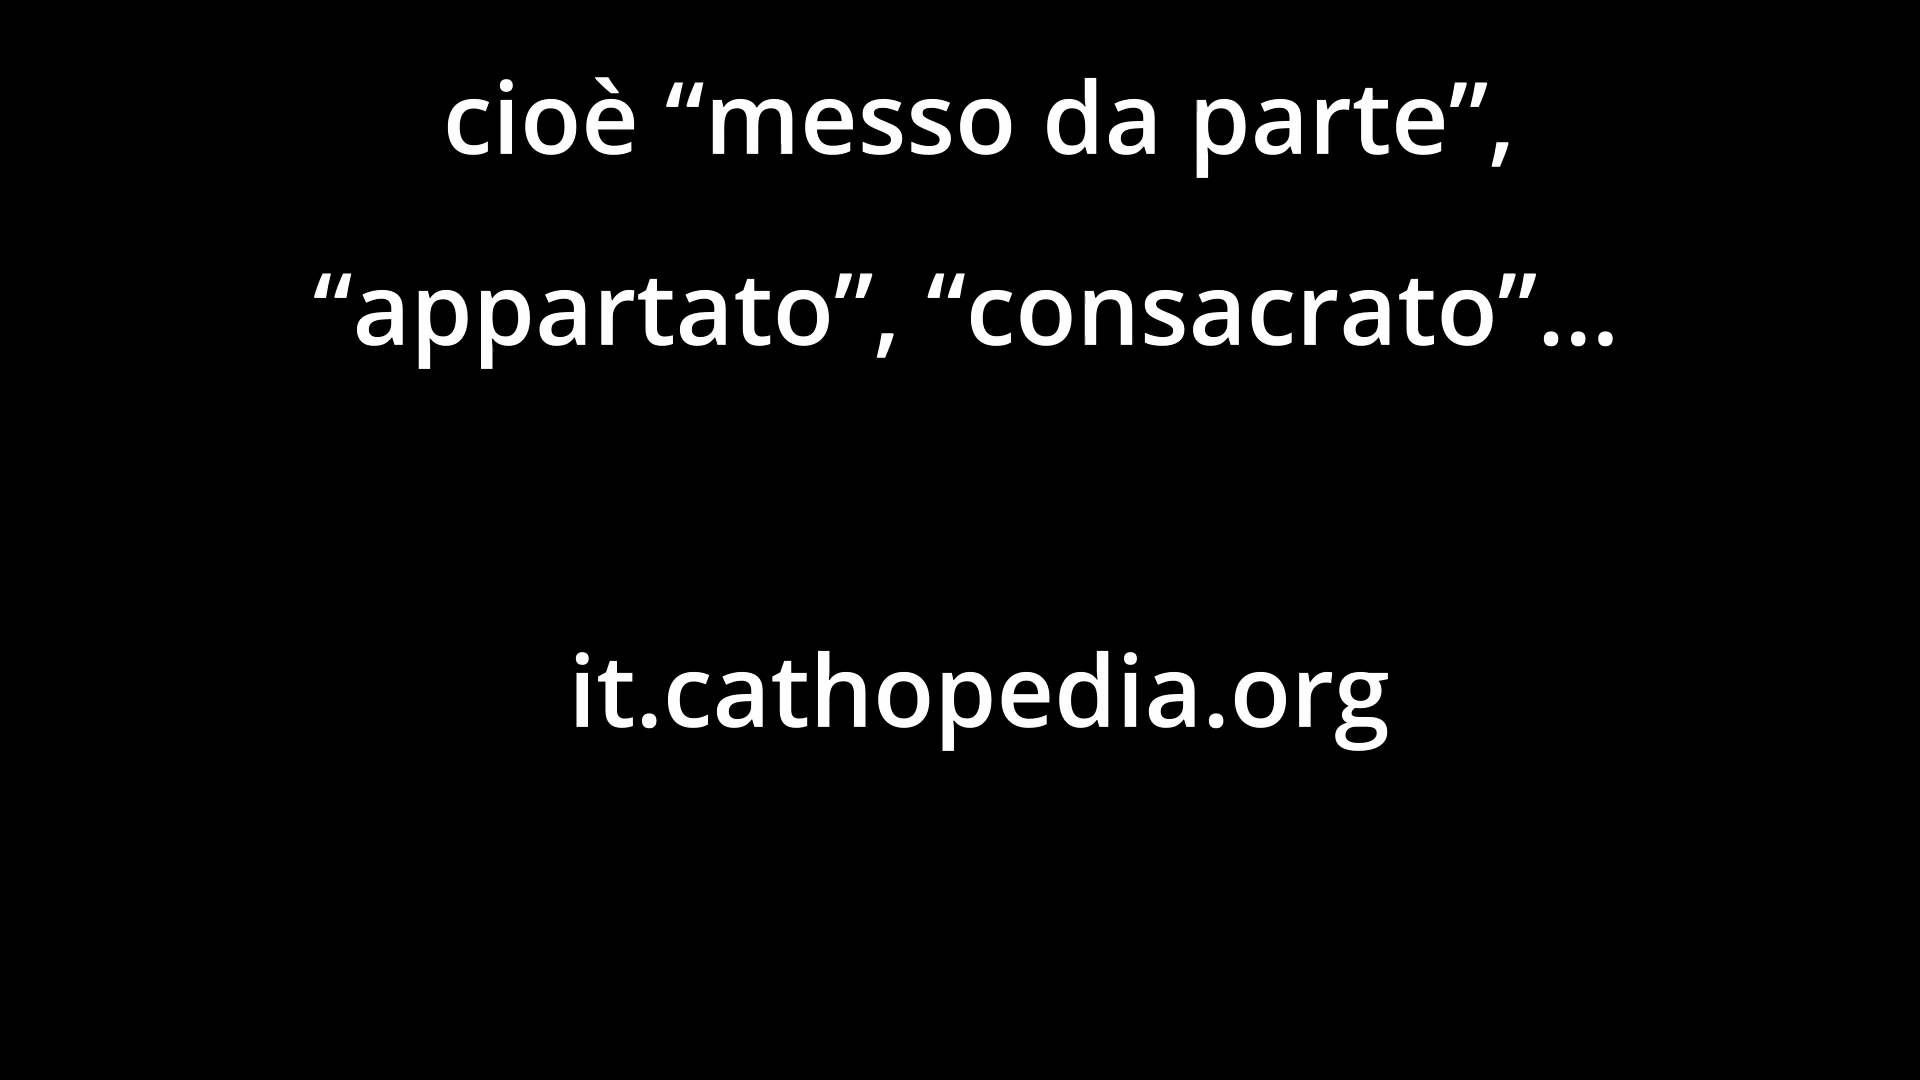 cioè “messo da parte”,
“appartato”, “consacrato”...
it.cathopedia.org